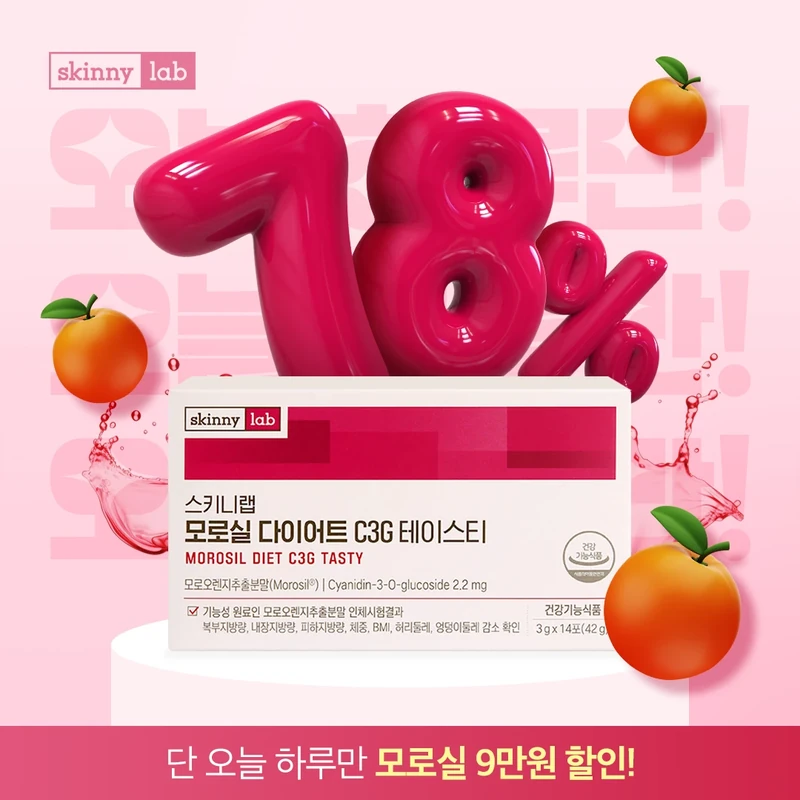 skinny lab
78%
skinny lab
스키니랩
모로실 다이어트 C3G 테이스티
MOROSIL DIET C3G TASTY
모로오렌지추출분말(Morosil®) | Cyanidin-3-O-glucoside 2.2 mg
건강
기능식품
기능성 원료인 모로오렌지추출분말 인체시험결과
복부지방량, 내장지방량, 피하지방량, 체중, BMI, 허리둘레, 엉덩이둘레 감소 확인
건강기능식품
3 g x 14포(42 g)
단 오늘 하루만 모로실 9만원 할인!